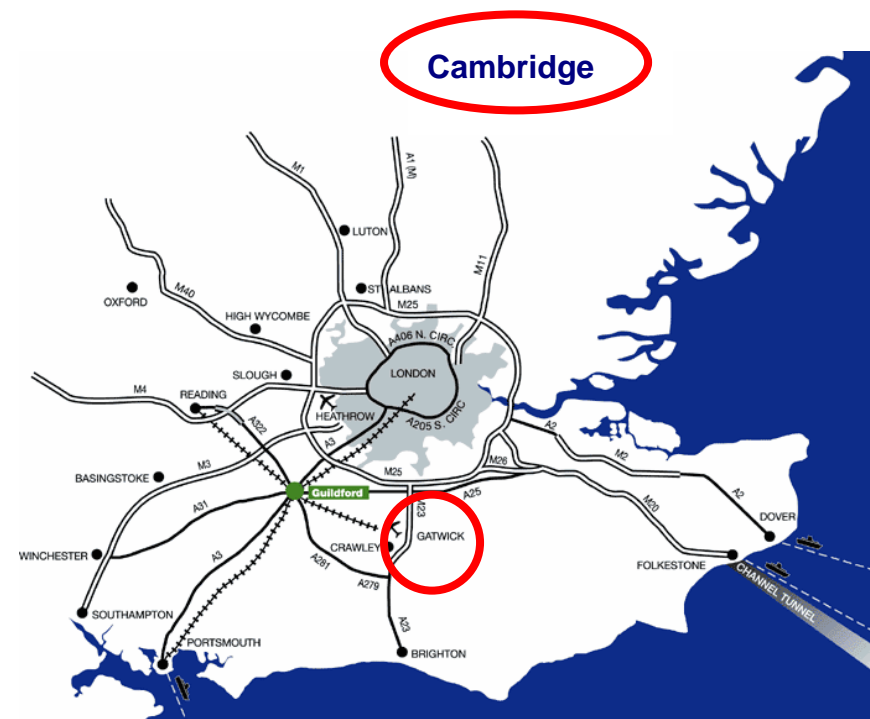 Cambridge
M1
A1 (M)
LUTON
M11
M40
OXFORD
ST ALBANS
M25
HIGH WYCOMBE
A406 N. CIRC.
SLOUGH
LONDON
M4
READING
HEATHROW
A205 S. CIRC
A322
A3
A2
M2
M3
M25
M26
BASINGSTOKE
Guildford
A25
M20
A2
A31
M23
DOVER
GATWICK
CRAWLEY
WINCHESTER
A3
A281
FOLKESTONE
A279
CHANNEL TUNNEL
SOUTHAMPTON
A23
PORTSMOUTH
BRIGHTON